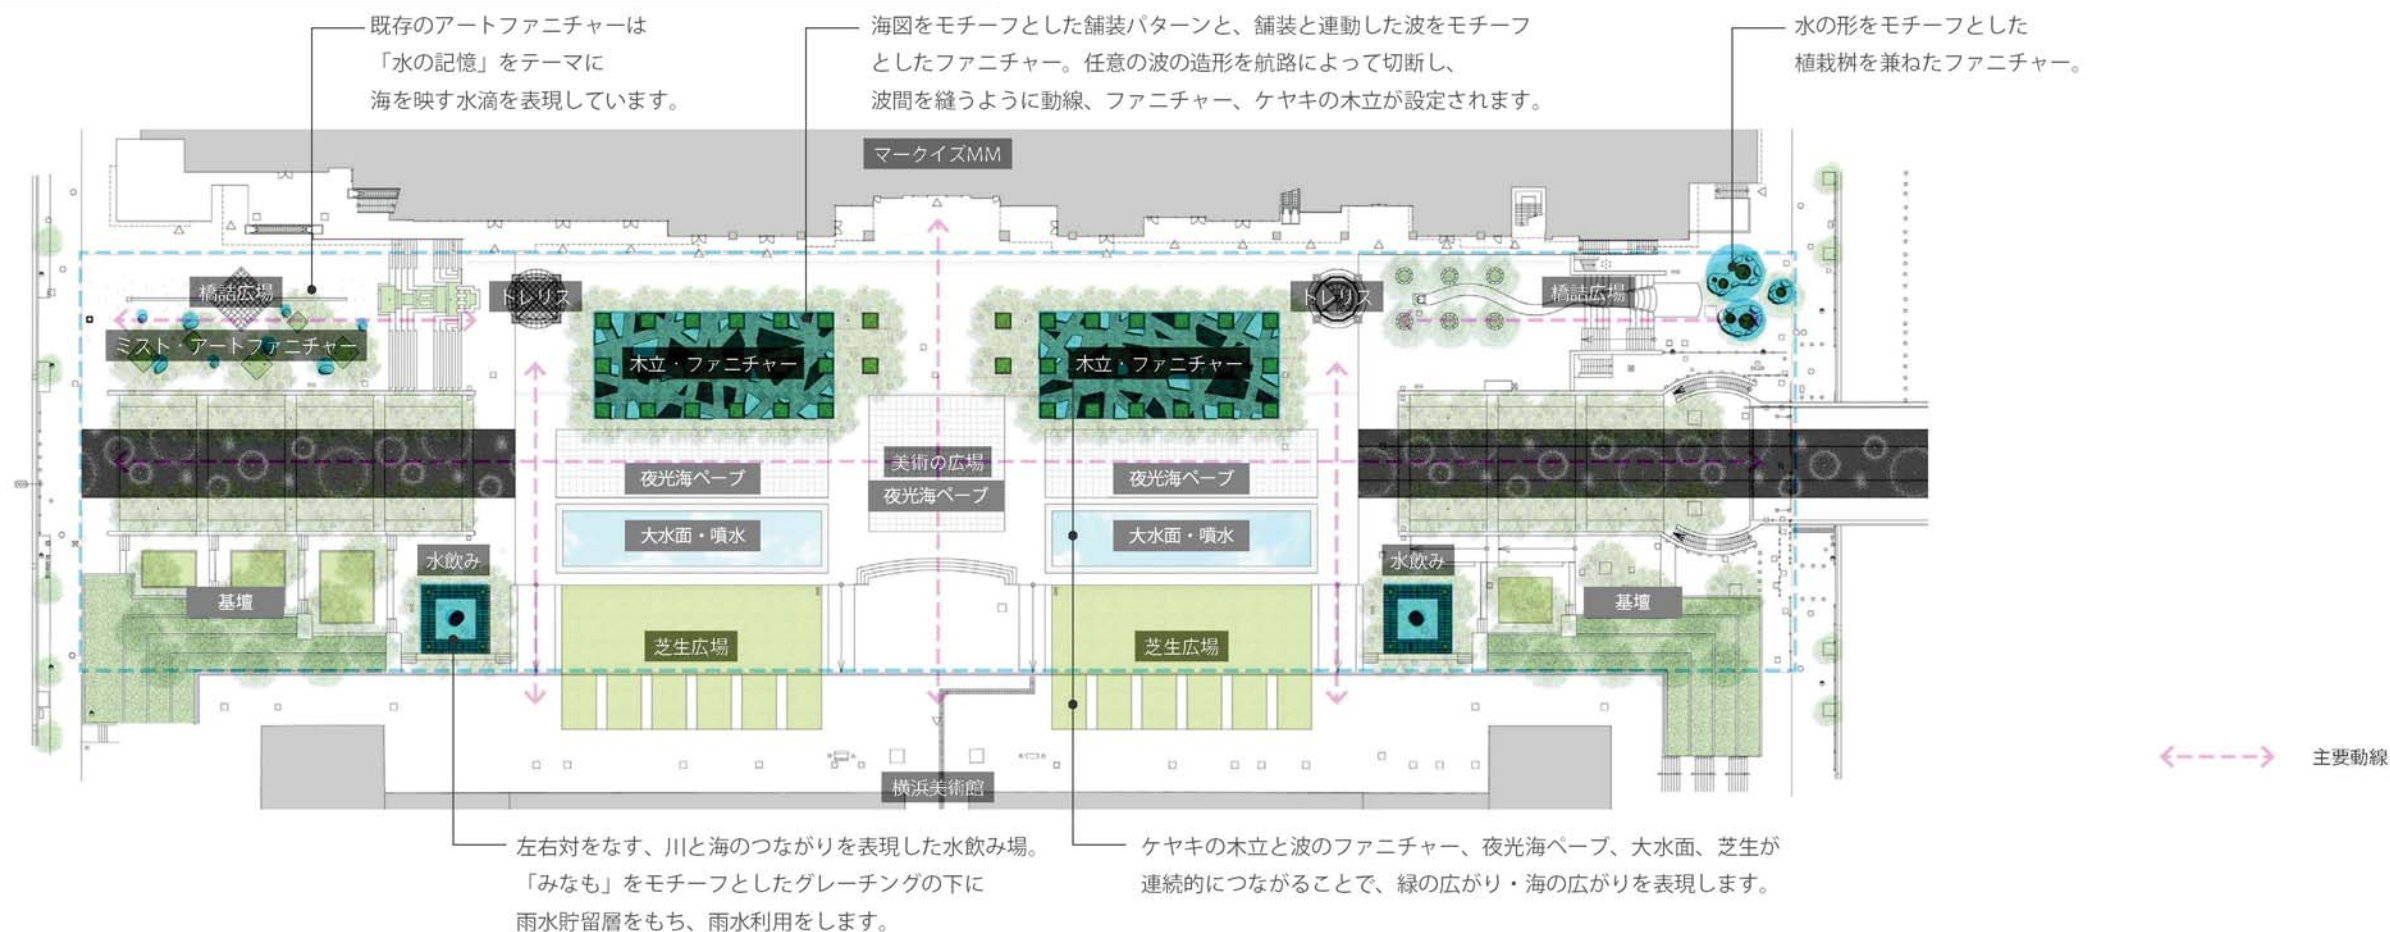 既存のアートファニチャーは
「水の記憶」をテーマに
海を映す水滴を表現しています。
海図をモチーフとした舗装パターンと、舗装と連動した波をモチーフ
としたファニチャー。任意の波の造形を航路によって切断し、
波間を縫うように動線、ファニチャー、ケヤキの木立が設定されます。
水の形をモチーフとした
植栽桝を兼ねたファニチャー。
マークイズMM
橋詰広場
トレリス
トレリス
橋詰広場
ミスト・アートファニチャー
木立・ファニチャー
木立・ファニチャー
美術の広場
夜光海ペーブ
夜光海ペーブ
夜光海ペーブ
大水面・噴水
大水面・噴水
水飲み
水飲み
基壇
基壇
芝生広場
芝生広場
主要動線
横浜美術館
左右対をなす、川と海のつながりを表現した水飲み場。
「みなも」をモチーフとしたグレーチングの下に
雨水貯留層をもち、雨水利用をします。
ケヤキの木立と波のファニチャー、夜光海ペーブ、大水面、芝生が
連続的につながることで、緑の広がり・海の広がりを表現します。